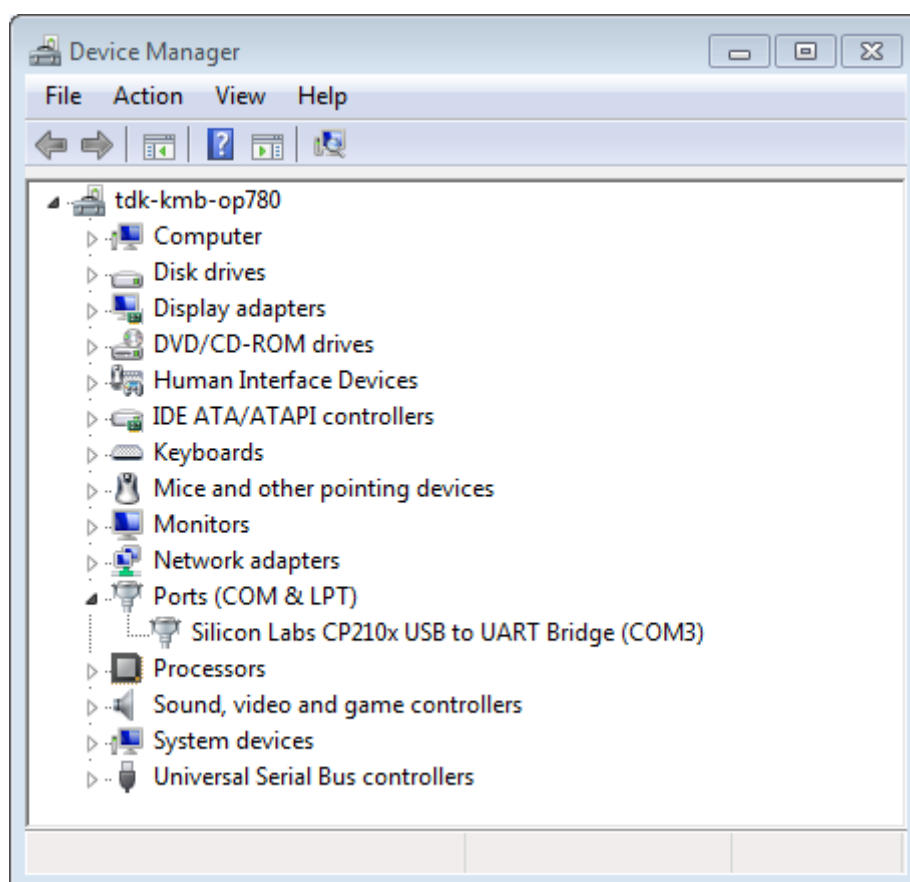 Device Manager
File Action View Help
?
tdk-kmb-op780
Computer
Disk drives
Display adapters
DVD/CD-ROM drives
Human Interface Devices
IDE ATA/ATAPI controllers
Keyboards
Mice and other pointing devices
Monitors
Network adapters
Ports (COM & LPT)
Silicon Labs CP210x USB to UART Bridge (COM3)
Processors
Sound, video and game controllers
System devices
Universal Serial Bus controllers